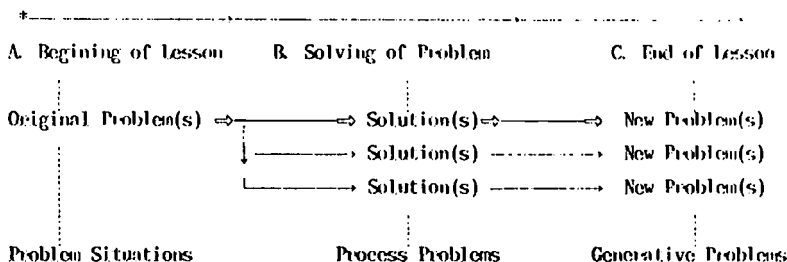 A. Begining of Lesson B. Solving of Problem C. End of Lesson
Original Problem(s) Solution(s) New Problem(s)
Solution(s) New Problem(s)
Solution(s) New Problem(s)
Problem Situations Process Problems Generative Problems